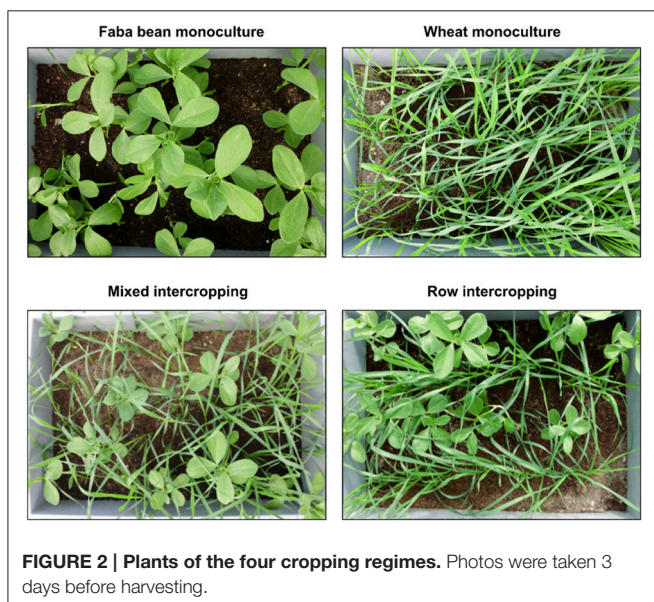 Faba bean monoculture
Wheat monoculture
Mixed intercropping
Row intercropping
FIGURE 2 | Plants of the four cropping regimes. Photos were taken 3
days before harvesting.